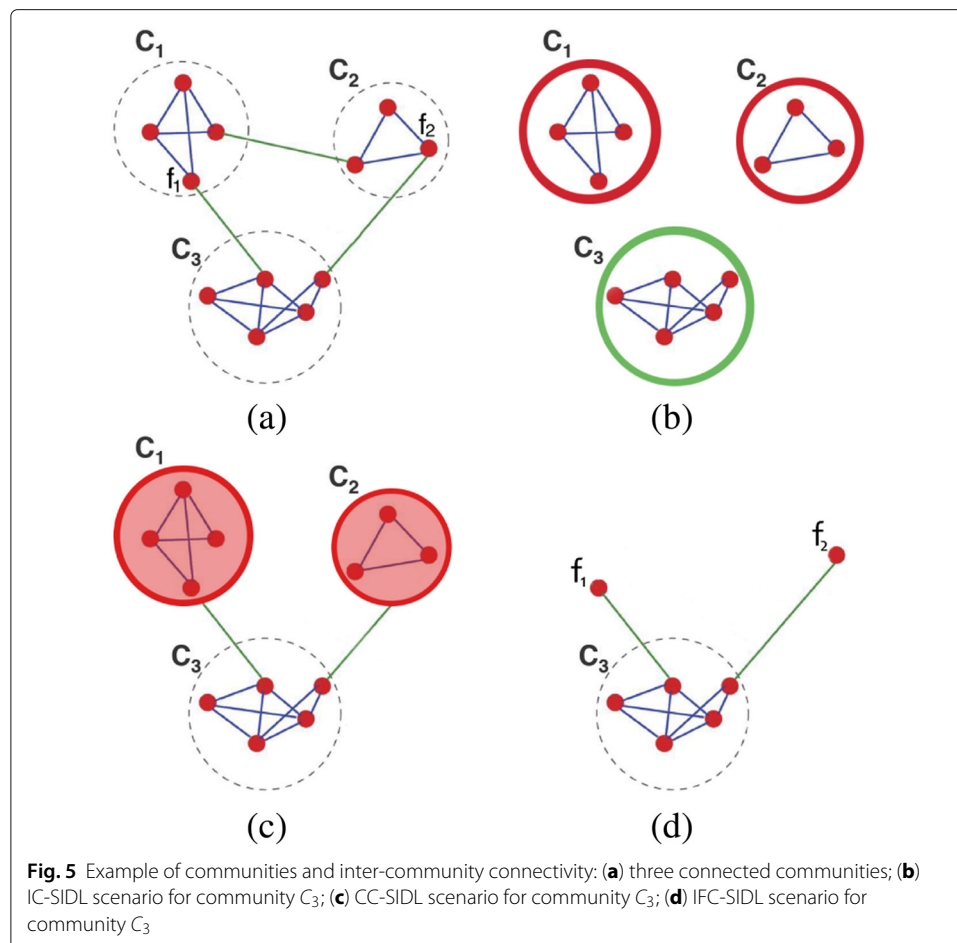 C1
C2
f2
f1
C3
(a)
C1
C2
C3
(b)
C1
C2
C3
(c)
f1
f2
C3
(d)
Fig. 5 Example of communities and inter-community connectivity: (a) three connected communities; (b)
IC-SIDL scenario for community C3; (c) CC-SIDL scenario for community C3; (d) IFC-SIDL scenario for
community C3